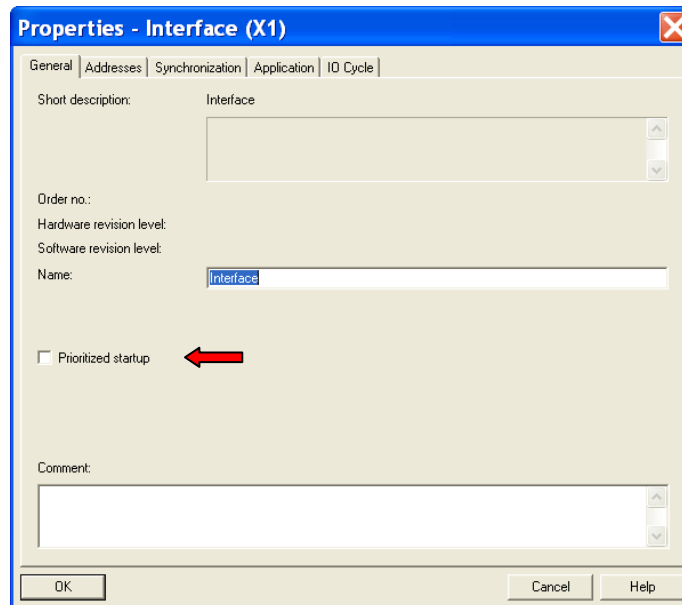 Properties - Interface (X1)
General Addresses Synchronization Application IO Cycle
Short description: Interface
Order no.:
Hardware revision level:
Software revision level:
Name: Interface
Prioritized startup
Comment:
OK Cancel Help